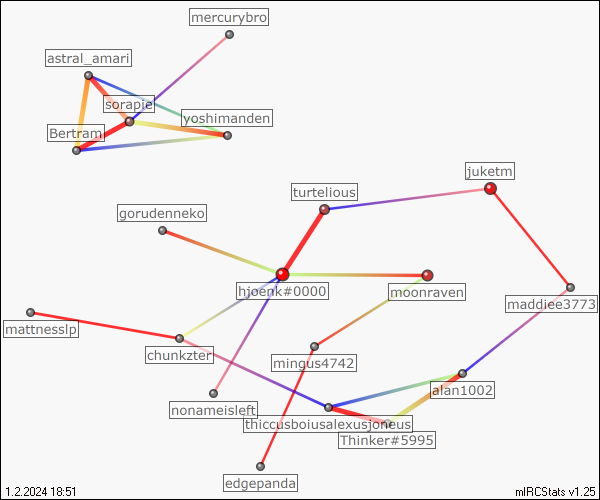 mercurybro
astral_amari
sorapie
yoshimanden
Bertram
juketm
turtelious
gorudenneko
hjoenk#0000
moonraven
maddiee3773
mattnesslp
chunkzter
mingus4742
alan1002
nonameisleft
thiccusboiusalexusjoneus
Thinker#5995
edgepanda
1.2.2024 18:51
mIRCStats v1.25